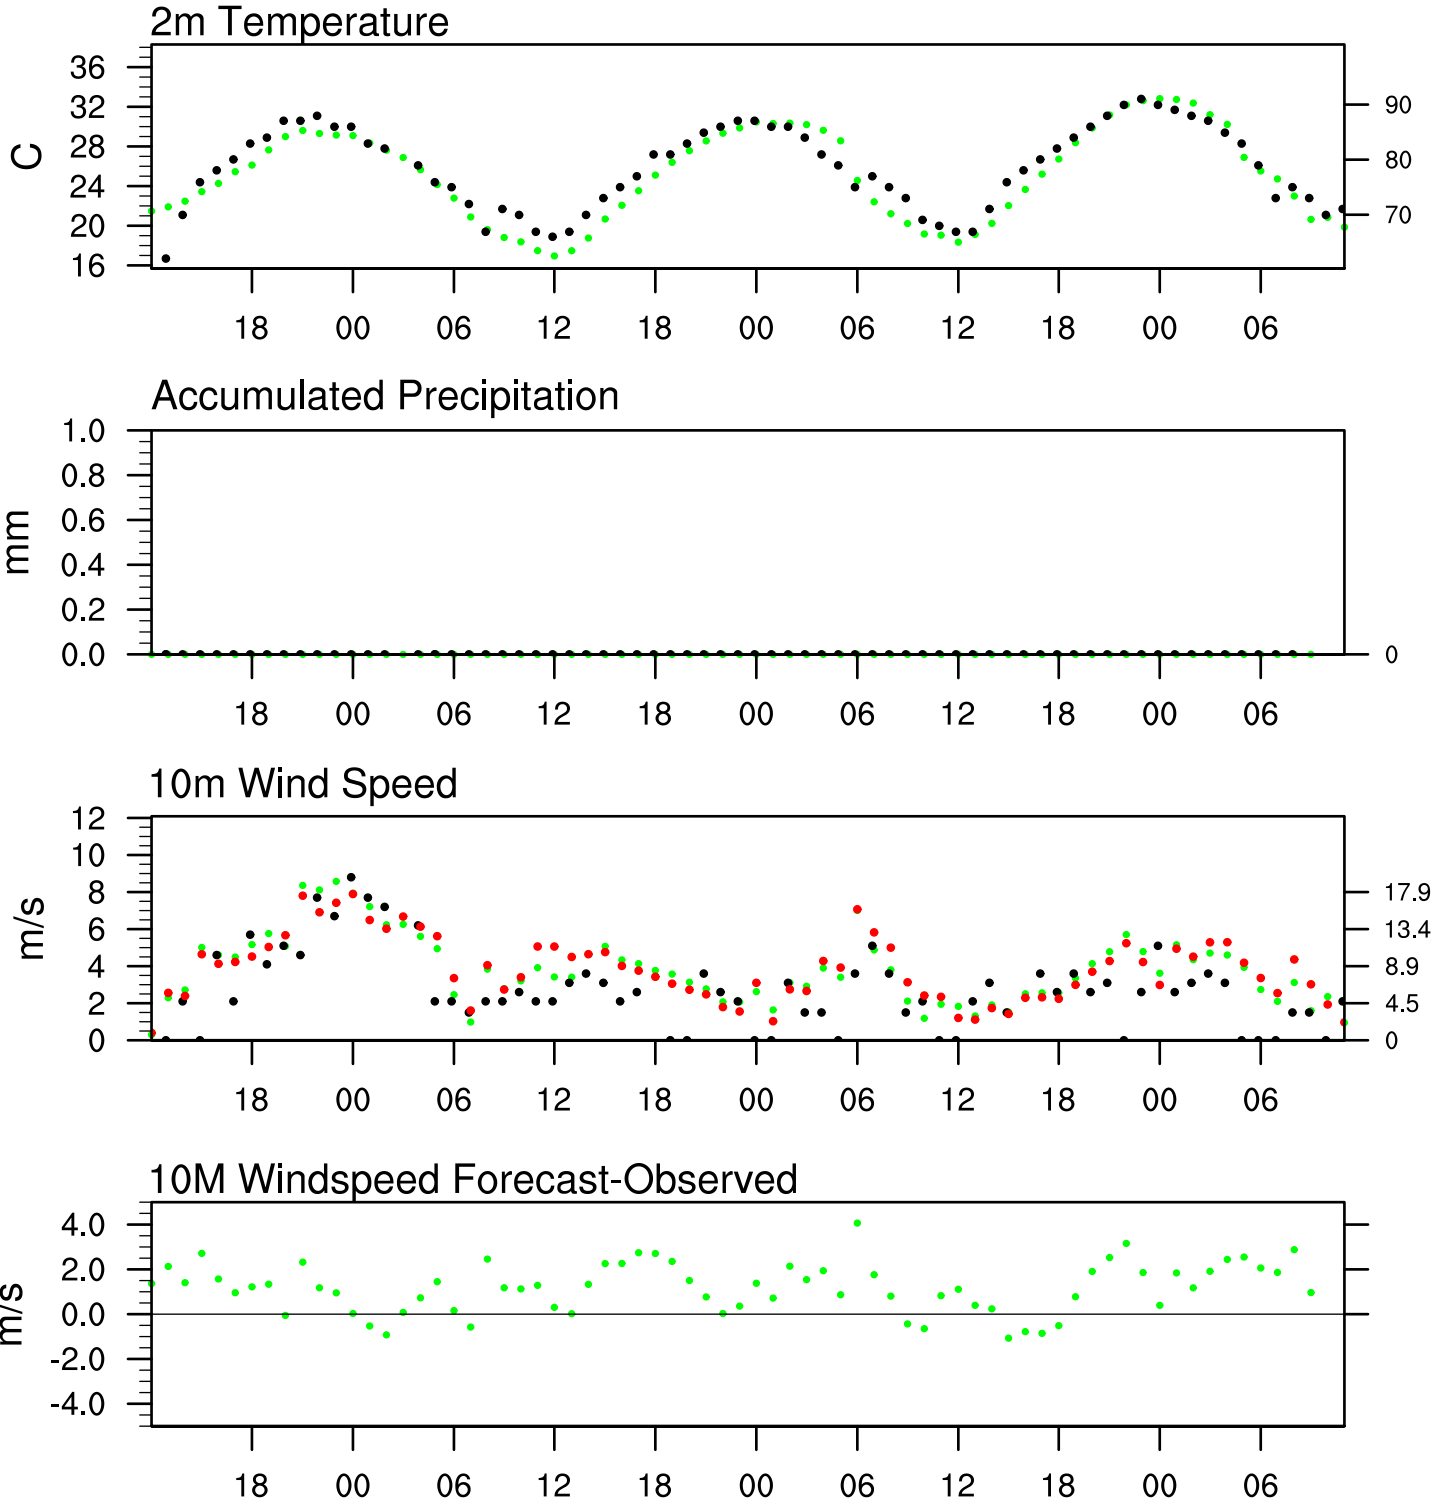 2m Temperature
36
32
28
24
20
16
C
90
80
70
18 00 06 12 18 00 06 12 18 00 06
Accumulated Precipitation
1.0
0.8
0.6
0.4
0.2
0.0
mm
0
18 00 06 12 18 00 06 12 18 00 06
10m Wind Speed
12
10
8
6
4
2
0
m/s
17.9
13.4
8.9
4.5
0
18 00 06 12 18 00 06 12 18 00 06
10M Windspeed Forecast-Observed
4.0
2.0
0.0
-2.0
-4.0
m/s
18 00 06 12 18 00 06 12 18 00 06